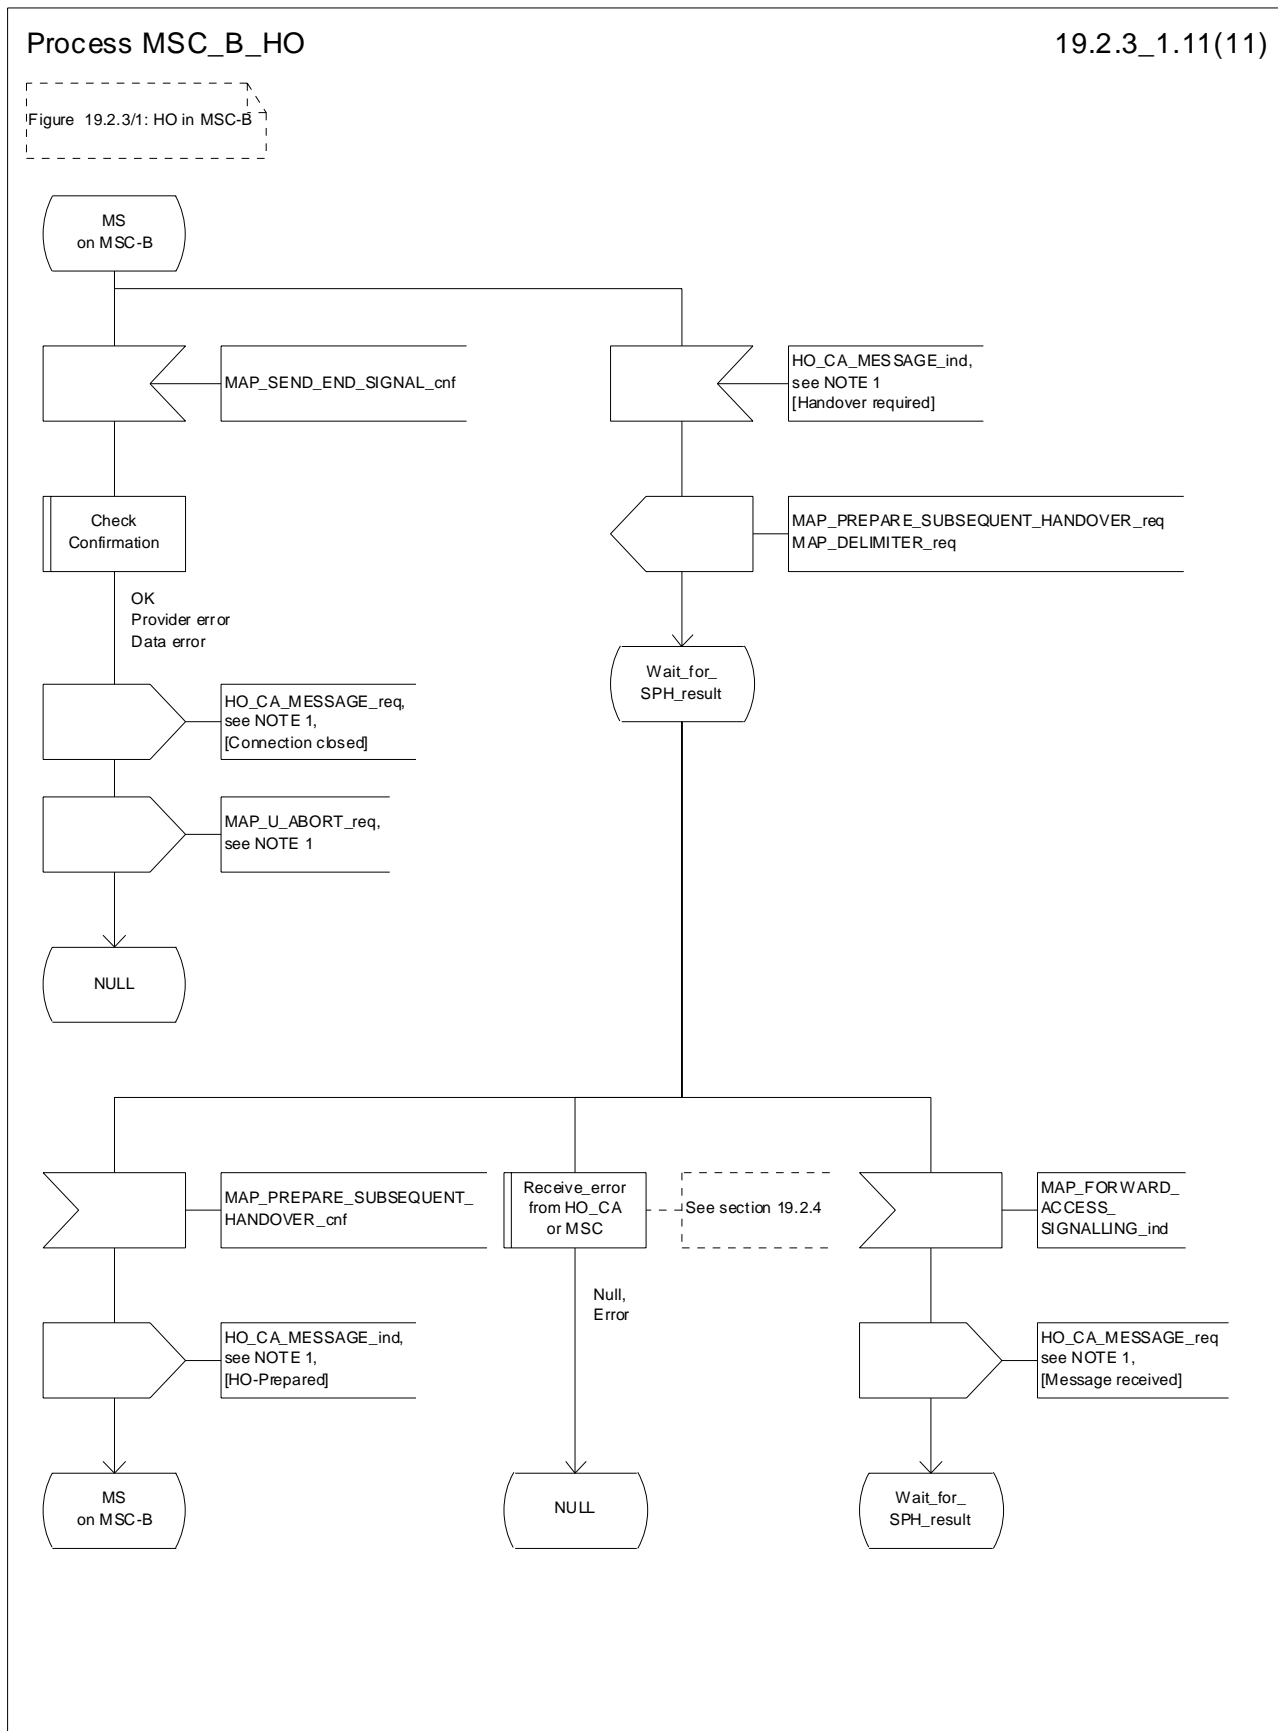 Process MSC_B_HO
19.2.3_1.11(11)
Figure 19.2.3/1: HO in MSC-B
MS
on MSC-B
MAP_SEND_END_SIGNAL_cnf
HO_CA_MESSAGE_ind,
see NOTE 1
[Handover required]
Check
Confirmation
MAP_PREPARE_SUBSEQUENT_HANDOVER_req
MAP_DELIMITER_req
OK
Provider error
Data error
Wait_for_
SPH_result
HO_CA_MESSAGE_req,
see NOTE 1,
[Connection closed]
MAP_U_ABORT_req,
see NOTE 1
NULL
MAP_PREPARE_SUBSEQUENT_
HANDOVER_cnf
Receive_error
from HO_CA
or MSC
See section 19.2.4
MAP_FORWARD_
ACCESS_
SIGNALLING_ind
Null,
Error
HO_CA_MESSAGE_ind,
see NOTE 1,
[HO-Prepared]
HO_CA_MESSAGE_req
see NOTE 1,
[Message received]
MS
on MSC-B
NULL
Wait_for_
SPH_result